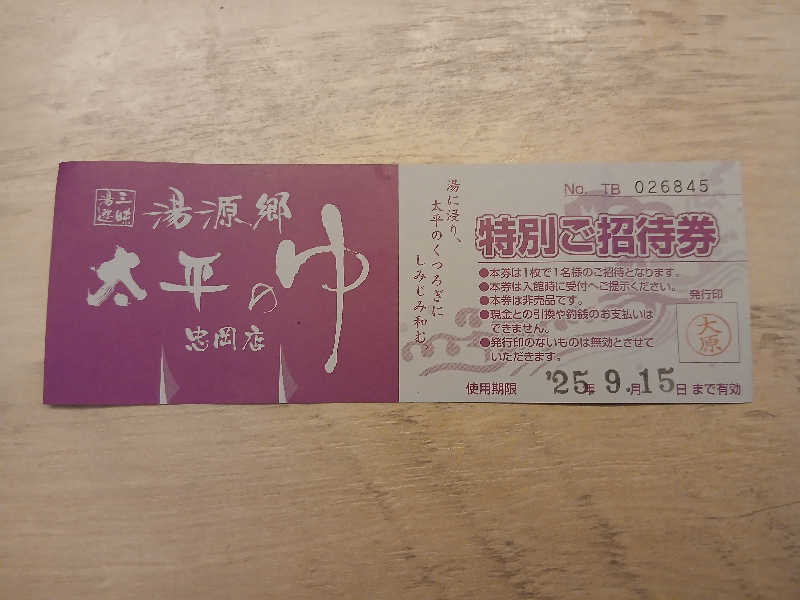 湯源郷
太平のゆ
忠岡店
湯に浸り、
太平のくつろぎに
しみじみ和む
No. TB 026845
特別ご招待券
●本券は1枚で1名様のご招待となります。
●本券は入館時に受付へご提示ください。
●本券は非売品です。
●現金との引換や釣銭のお支払いは
できません。
●発行印のないものは無効とさせて
いただきます。
発行印
大原
使用期限 '25年 9.月15日 まで有効